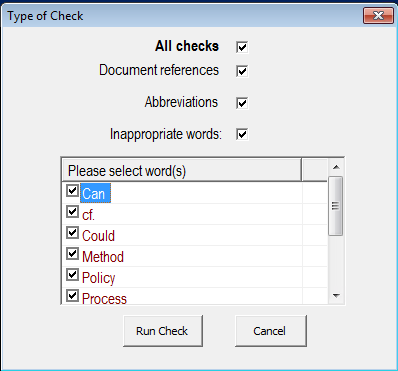 Type of Check
All checks
Document references
Abbreviations
Inappropriate words:
Please select word(s)
Can
cf.
Could
Method
Policy
Process
Run Check
Cancel